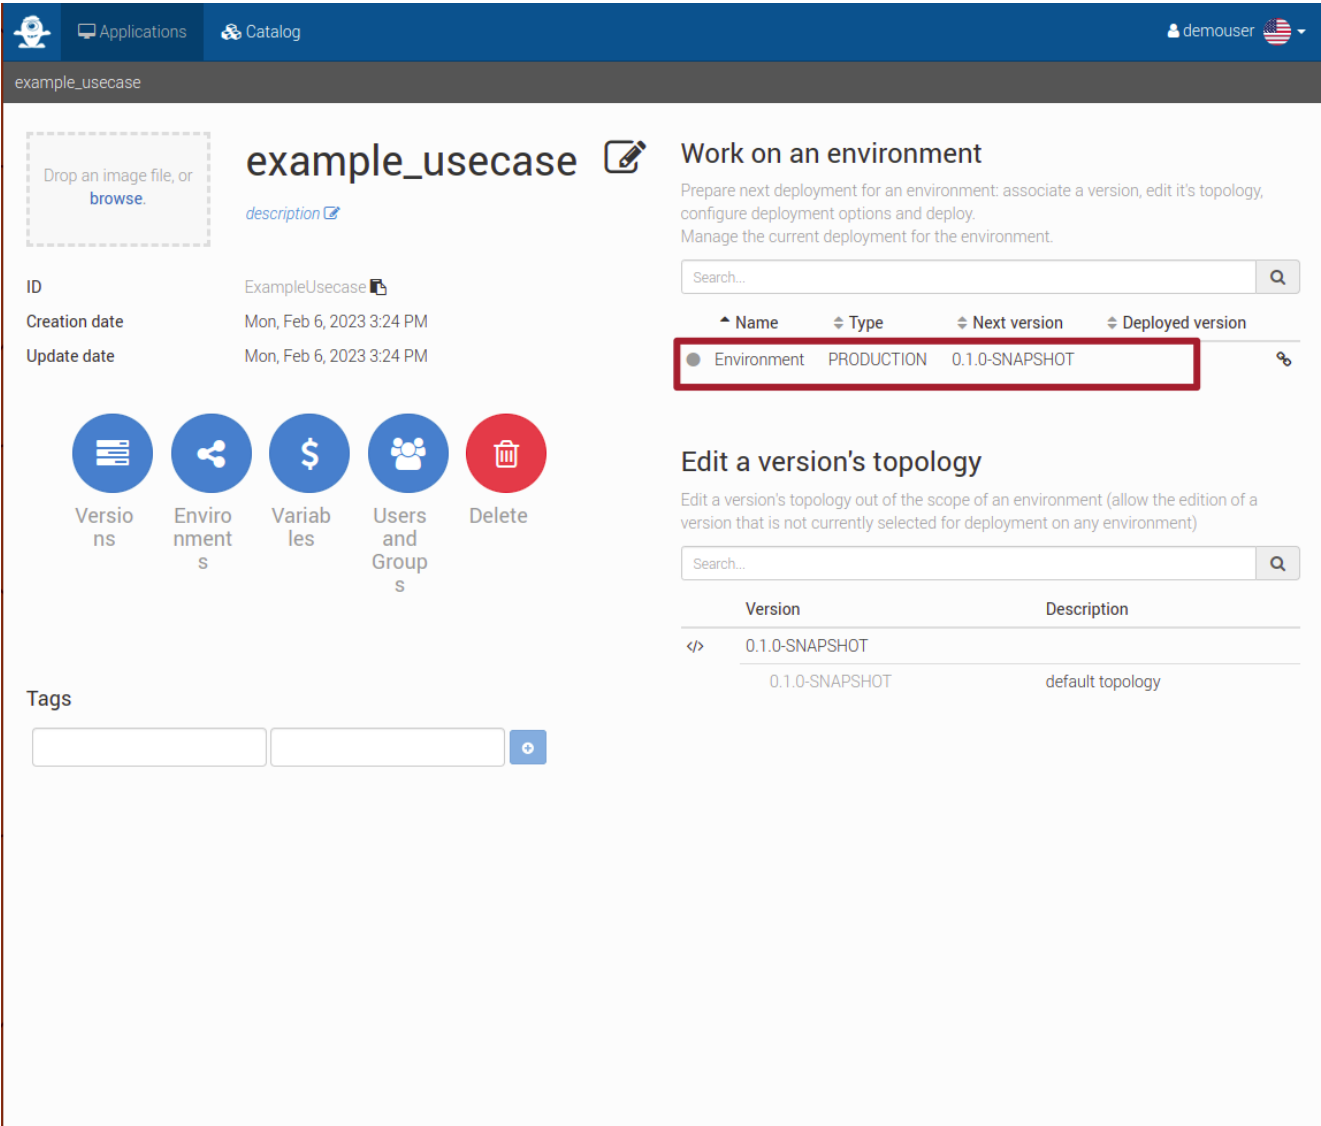 Applications
Catalog
demouser
example_usecase
Drop an image file, or
browse.
example_usecase
description
ID
ExampleUsecase
Creation date
Mon, Feb 6, 2023 3:24 PM
Update date
Mon, Feb 6, 2023 3:24 PM
Versio
ns
Enviro
nment
s
Variab
les
Users
and
Group
s
Delete
Tags
Work on an environment
Prepare next deployment for an environment: associate a version, edit it's topology,
configure deployment options and deploy.
Manage the current deployment for the environment.
Search...
Name Type Next version Deployed version
Environment PRODUCTION 0.1.0-SNAPSHOT
Edit a version's topology
Edit a version's topology out of the scope of an environment (allow the edition of a
version that is not currently selected for deployment on any environment)
Search...
Version Description
0.1.0-SNAPSHOT
0.1.0-SNAPSHOT default topology